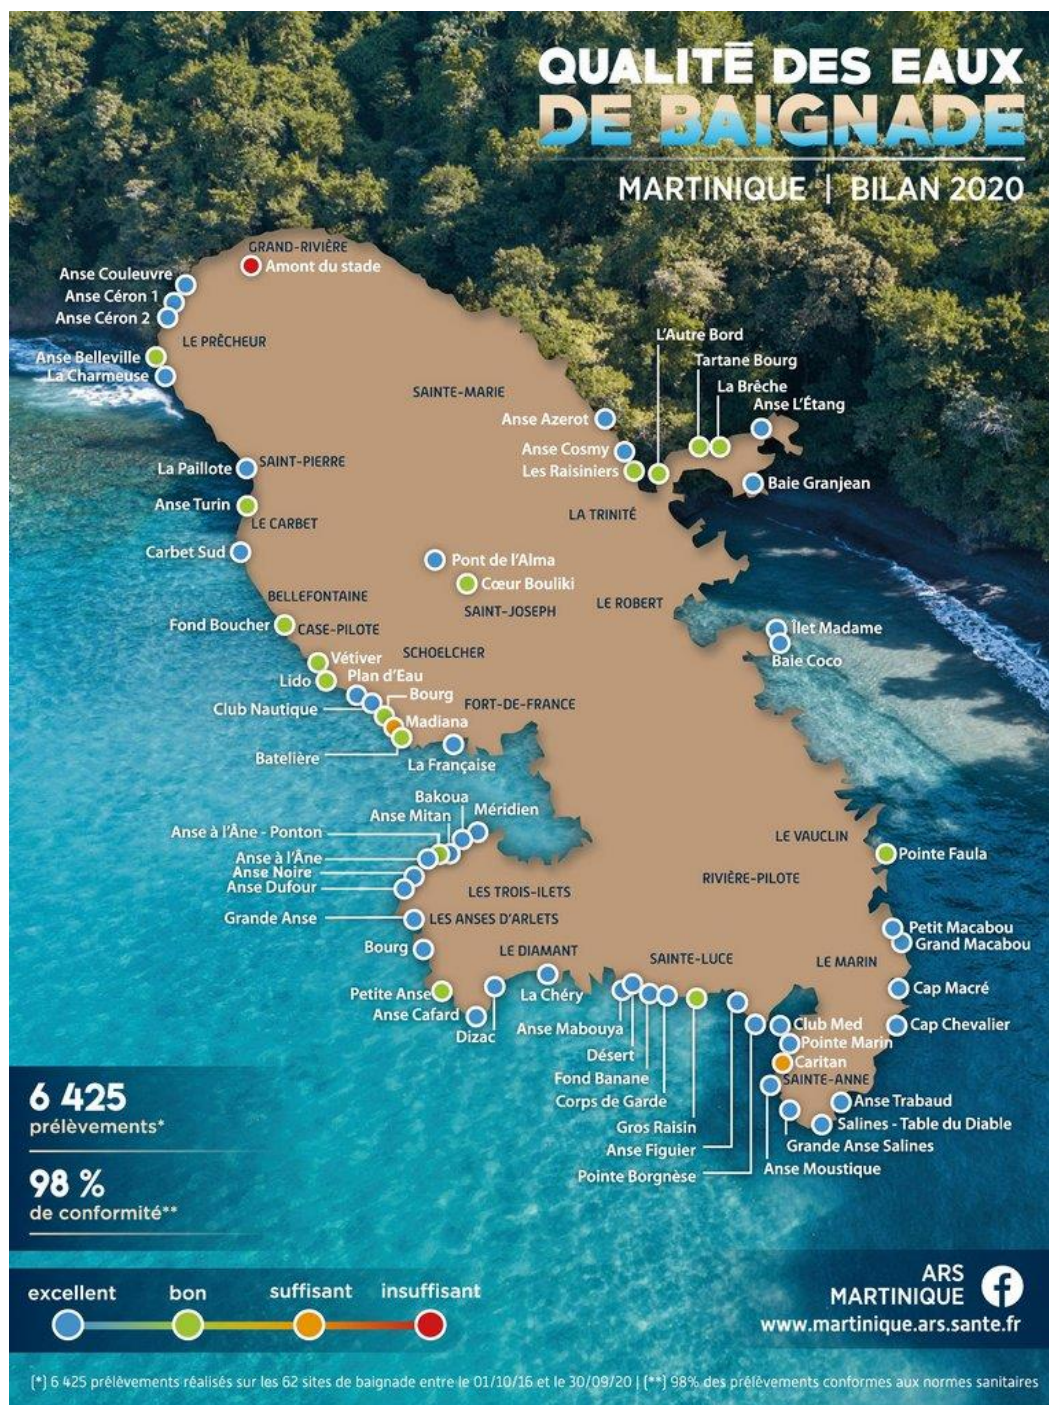 QUALITÉ DES EAUX
DE BAIGNADE
MARTINIQUE | BILAN 2020
GRAND-RIVIÈRE
Amont du stade
Anse Couleuvre
Anse Céron 1
Anse Céron 2
LE PRÊCHEUR
Anse Belleville
La Charmeuse
L'Autre Bord
Tartane Bourg
La Brèche
Anse L'Étang
SAINTE-MARIE
Anse Azerot
Anse Cosmy
Les Raisiniers
La Paillote
SAINT-PIERRE
Baie Granjean
Anse Turin
LE CARBET
LA TRINITÉ
Carbet Sud
Pont de l'Alma
Cœur Bouliki
BELLEFONTAINE
SAINT-JOSEPH
LE ROBERT
Fond Boucher
CASE-PILOTE
Îlet Madame
Baie Coco
SCHOELCHER
Vétiver
Lido
Plan d'Eau
Bourg
Club Nautique
FORT-DE-FRANCE
Madiana
Batelière
La Française
Bakoua
Anse Mitan
Méridien
Anse à l'Âne - Ponton
Anse à l'Âne
Anse Noire
Anse Dufour
LE VAUCLIN
Pointe Faula
RIVIÈRE-PILOTE
LES TROIS-ILETS
Grande Anse
LES ANSES D'ARLETS
Petit Macabou
Grand Macabou
Bourg
LE DIAMANT
SAINTE-LUCE
LE MARIN
Petite Anse
Anse Cafard
Dizac
La Chéry
Cap Macré
Anse Mabouya
Désert
Fond Banane
Corps de Garde
Gros Raisin
Anse Figuier
Pointe Borgnèse
Club Med
Cap Chevalier
Pointe Marin
Caritan
SAINTE-ANNE
Anse Trabaud
Salines - Table du Diable
Grande Anse Salines
Anse Moustique
6 425
prélèvements*
98 %
de conformité**
excellent
bon
suffisant
insuffisant
ARS
MARTINIQUE
www.martinique.ars.sante.fr
(*) 6 425 prélèvements réalisés sur les 62 sites de baignade entre le 01/10/16 et le 30/09/20 | (**) 98% des prélèvements conformes aux normes sanitaires